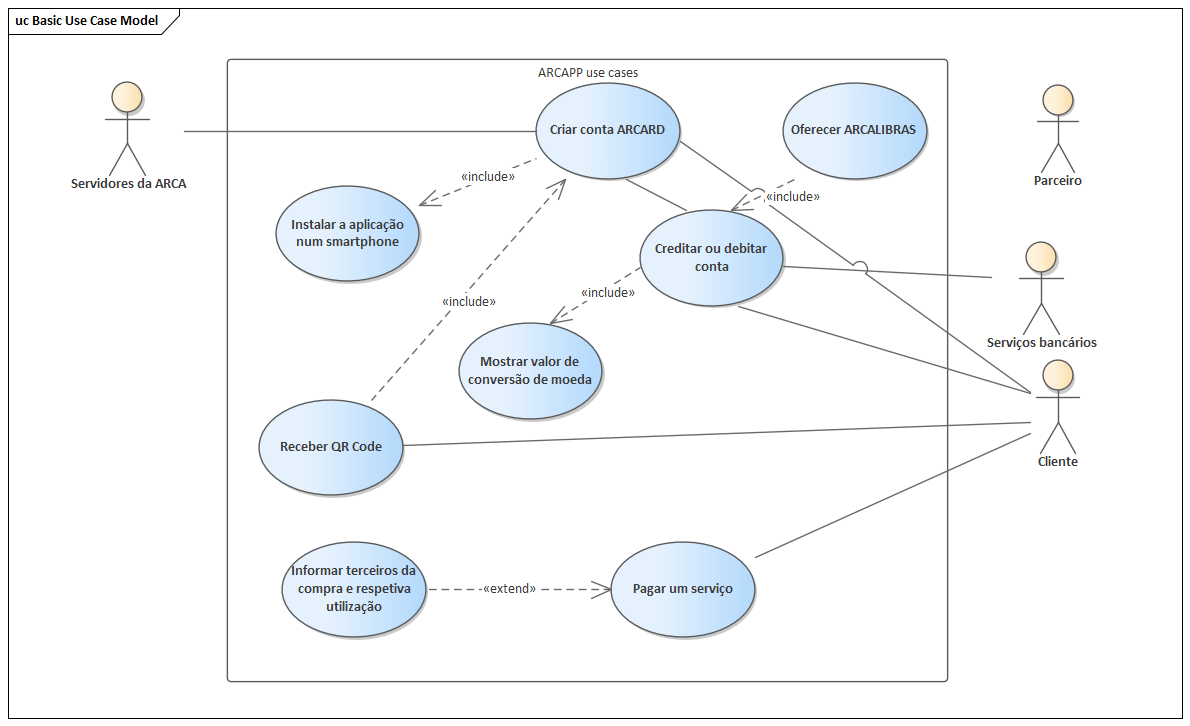 uc Basic Use Case Model
ARCAPP use cases
Servidores da ARCA
Criar conta ARCARD
Oferecer ARCALIBRAS
Parceiro
«include»
«include»
Instalar a aplicação
num smartphone
Creditar ou debitar
conta
«include»
«include»
Serviços bancários
Mostrar valor de
conversão de moeda
Receber QR Code
Cliente
Informar terceiros da
compra e respetiva
utilização
«extend»
Pagar um serviço